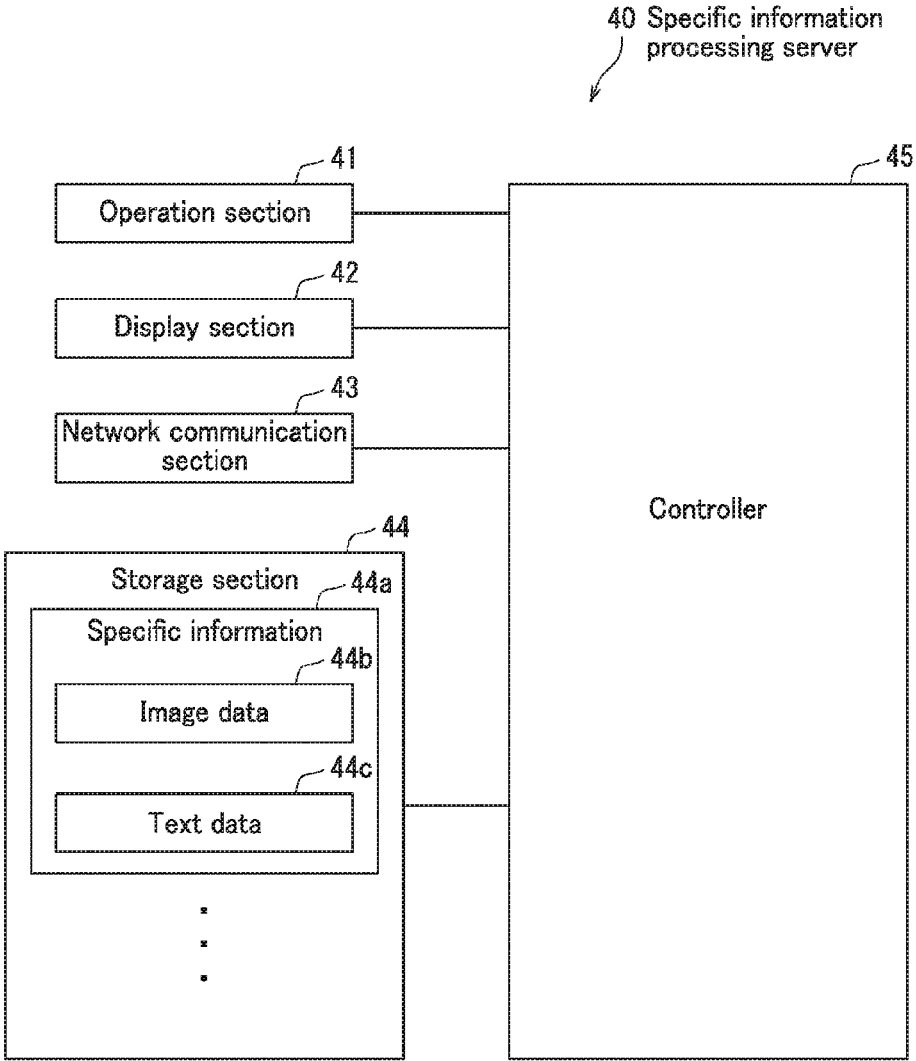 40 Specific information
processing server
41
Operation section
42
Display section
43
Network communication
section
45
Controller
44
Storage section
44a
Specific information
44b
Image data
44c
Text data